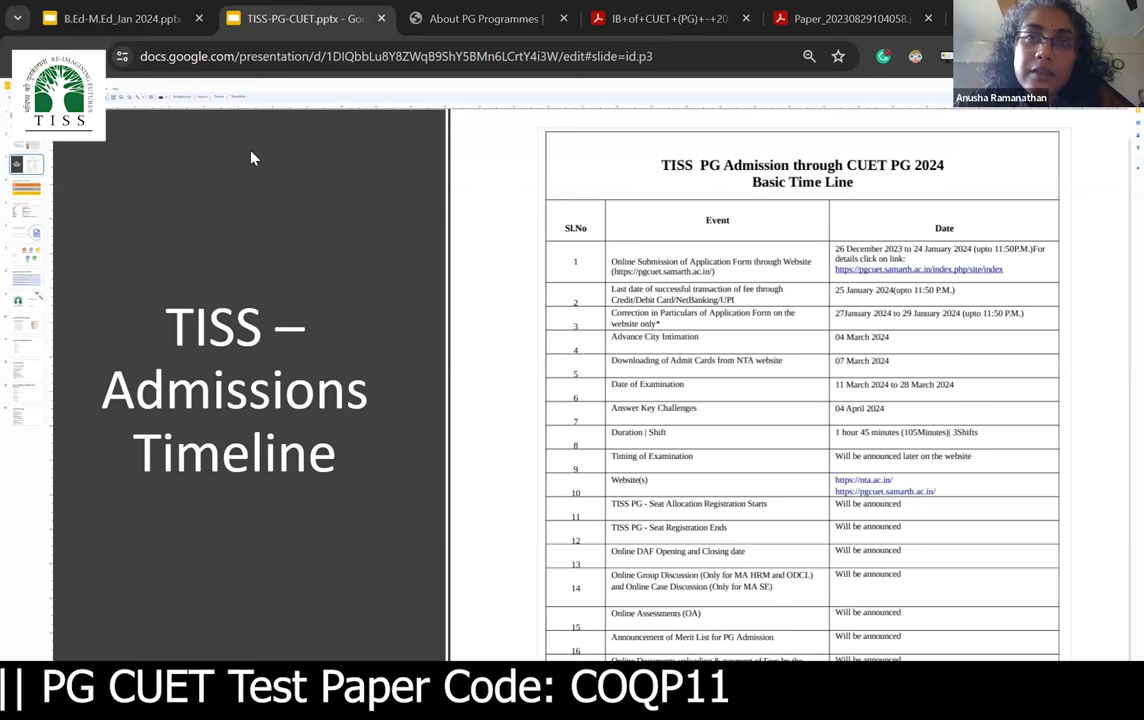 B.Ed-M.Ed_Jan 2024.pptx
TISS-PG-CUET.pptx - Goo
About PG Programmes |
IB+of+CUET+(PG)+-+20
Paper_20230829104058.p
docs.google.com/presentation/d/1DlQbbLu8Y8ZWqB9ShY5BMn6LCrtY4i3W/edit#slide=id.p3
RE-IMAGINING FUTURES
TISS
Anusha Ramanathan
TISS –
Admissions
Timeline
TISS PG Admission through CUET PG 2024
Basic Time Line
Sl.No Event Date
1 Online Submission of Application Form through Website (https://pgcuet.samarth.ac.in/) 26 December 2023 to 24 January 2024 (upto 11:50P.M.)For details click on link: https://pgcuet.samarth.ac.in/index.php/site/index
2 Last date of successful transaction of fee through Credit/Debit Card/NetBanking/UPI 25 January 2024(upto 11:50 P.M.)
3 Correction in Particulars of Application Form on the website only* 27January 2024 to 29 January 2024 (upto 11:50 P.M.)
4 Advance City Intimation 04 March 2024
5 Downloading of Admit Cards from NTA website 07 March 2024
6 Date of Examination 11 March 2024 to 28 March 2024
7 Answer Key Challenges 04 April 2024
8 Duration | Shift 1 hour 45 minutes (105Minutes)| 3Shifts
9 Timing of Examination Will be announced later on the website
10 Website(s) https://nta.ac.in/ https://pgcuet.samarth.ac.in/
11 TISS PG - Seat Allocation Registration Starts Will be announced
12 TISS PG - Seat Registration Ends Will be announced
13 Online DAF Opening and Closing date Will be announced
14 Online Group Discussion (Only for MA HRM and ODCL) and Online Case Discussion (Only for MA SE) Will be announced
15 Online Assessments (OA) Will be announced
16 Announcement of Merit List for PG Admission Will be announced
|| PG CUET Test Paper Code: COQP11